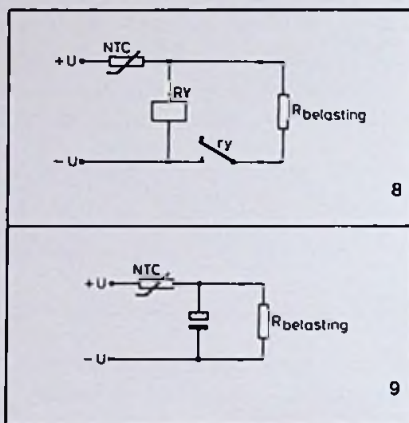 NTC
+U
RY
Rbelasting
ry
-U
8
NTC
+U
Rbelasting
-U
9